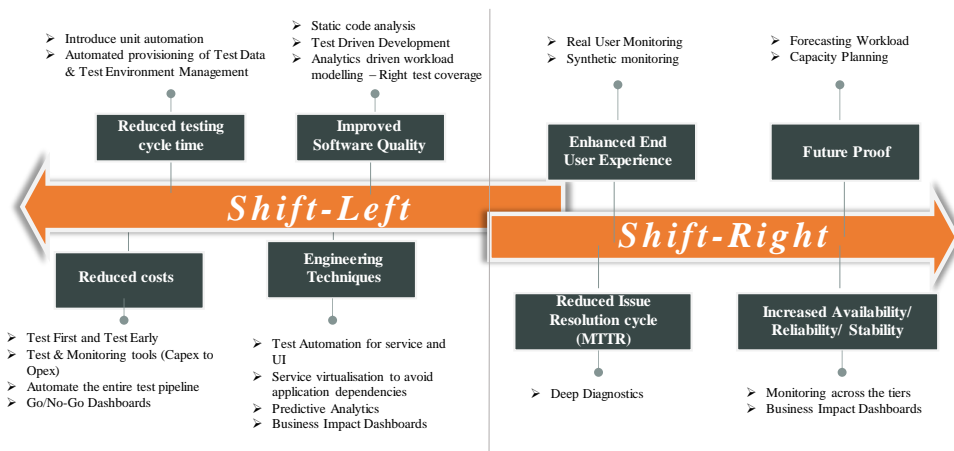 ➢ Introduce unit automation
➢ Automated provisioning of Test Data
& Test Environment Management
➢ Static code analysis
➢ Test Driven Development
➢ Analytics driven workload
modelling – Right test coverage
➢ Real User Monitoring
➢ Synthetic monitoring
➢ Forecasting Workload
➢ Capacity Planning
Reduced testing
cycle time
Improved
Software Quality
Enhanced End
User Experience
Future Proof
Shift-Left
Shift-Right
Reduced costs
Engineering
Techniques
Reduced Issue
Resolution cycle
(MTTR)
Increased Availability/
Reliability/ Stability
➢ Test First and Test Early
➢ Test & Monitoring tools (Capex to
Opex)
➢ Automate the entire test pipeline
➢ Go/No-Go Dashboards
➢ Test Automation for service and
UI
➢ Service virtualisation to avoid
application dependencies
➢ Predictive Analytics
➢ Business Impact Dashboards
➢ Deep Diagnostics
➢ Monitoring across the tiers
➢ Business Impact Dashboards